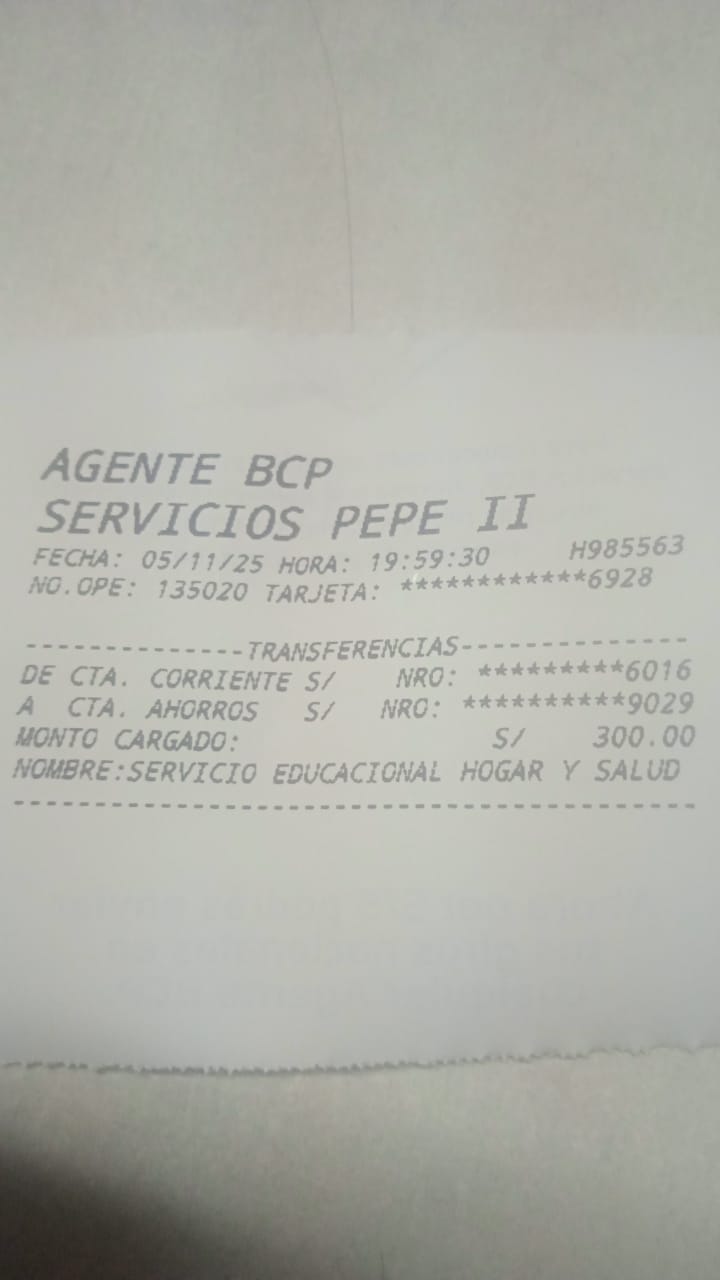 AGENTE BCP
SERVICIOS PEPE II
FECHA: 05/11/25 HORA: 19:59:30 H985563
NO.OPE: 135020 TARJETA: ************6928
--------------TRANSFERENCIAS---------------
DE CTA. CORRIENTE S/ NRO: *********6016
A CTA. AHORROS S/ NRO: **********9029
MONTO CARGADO: S/ 300.00
NOMBRE:SERVICIO EDUCACIONAL HOGAR Y SALUD
-------------------------------------------